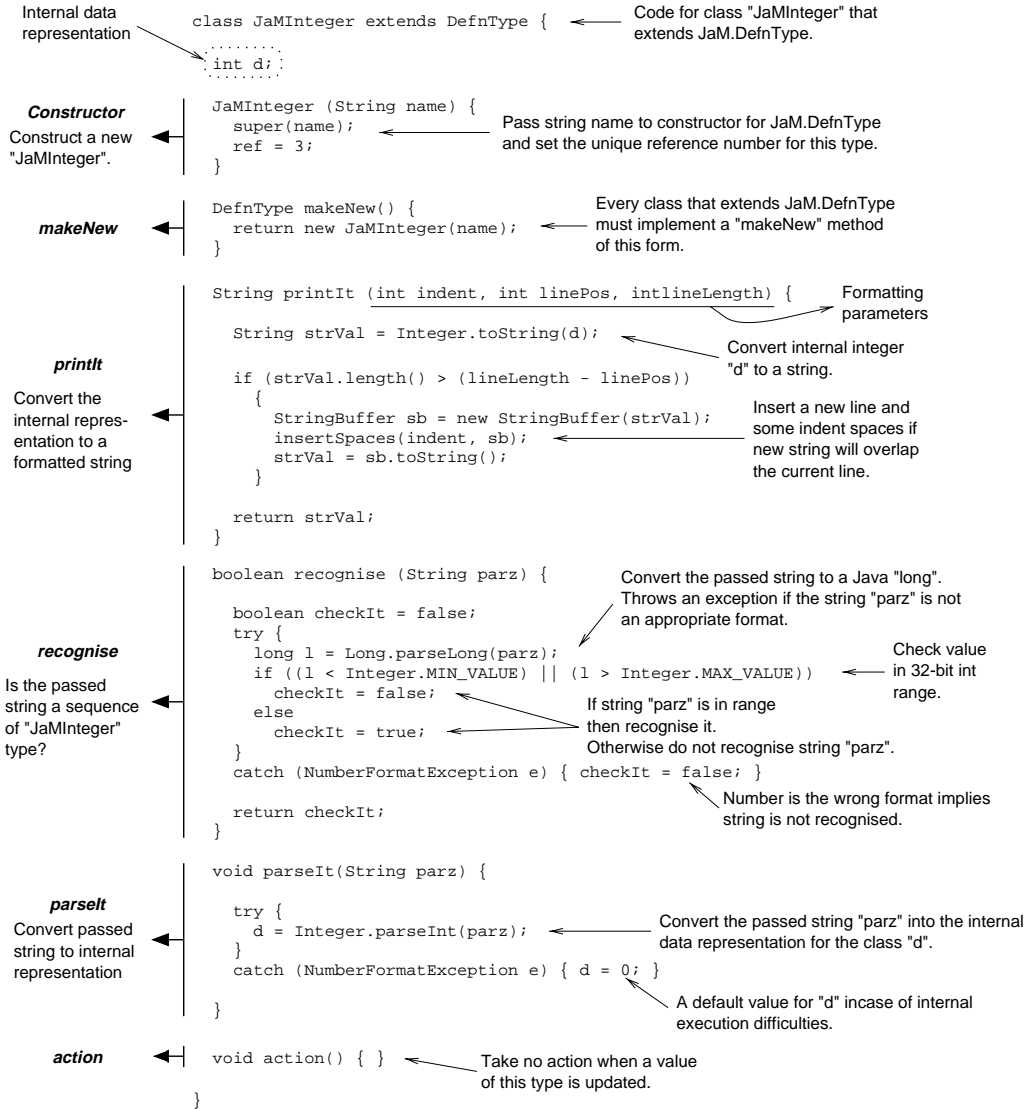 Internal data
representation
class JaMInteger extends DefnType {
Code for class "JaMInteger" that
extends JaM.DefnType.
int d;
Constructor
Construct a new
"JaMInteger".
JaMInteger (String name) {
super(name);
ref = 3;
}
Pass string name to constructor for JaM.DefnType
and set the unique reference number for this type.
makeNew
DefnType makeNew() {
return new JaMInteger(name);
}
Every class that extends JaM.DefnType
must implement a "makeNew" method
of this form.
printIt
Convert the
internal repres-
entation to a
formatted string
String printIt (int indent, int linePos, intlineLength) {
Formatting
parameters
String strVal = Integer.toString(d);
Convert internal integer
"d" to a string.
if (strVal.length() > (lineLength - linePos))
{
StringBuffer sb = new StringBuffer(strVal);
insertSpaces(indent, sb);
strVal = sb.toString();
}
Insert a new line and
some indent spaces if
new string will overlap
the current line.
return strVal;
}
recognise
Is the passed
string a sequence
of "JaMInteger"
type?
boolean recognise (String parz) {
Convert the passed string to a Java "long".
Throws an exception if the string "parz" is not
an appropriate format.
boolean checkIt = false;
try {
long l = Long.parseLong(parz);
if ((l < Integer.MIN_VALUE) || (l > Integer.MAX_VALUE))
checkIt = false;
else
checkIt = true;
}
Check value
in 32-bit int
range.
If string "parz" is in range
then recognise it.
Otherwise do not recognise string "parz".
catch (NumberFormatException e) { checkIt = false; }
Number is the wrong format implies
string is not recognised.
return checkIt;
}
parseIt
Convert passed
string to internal
representation
void parseIt(String parz) {
try {
d = Integer.parseInt(parz);
}
Convert the passed string "parz" into the internal
data representation for the class "d".
catch (NumberFormatException e) { d = 0; }
A default value for "d" incase of internal
execution difficulties.
}
action
void action() { }
Take no action when a value
of this type is updated.
}